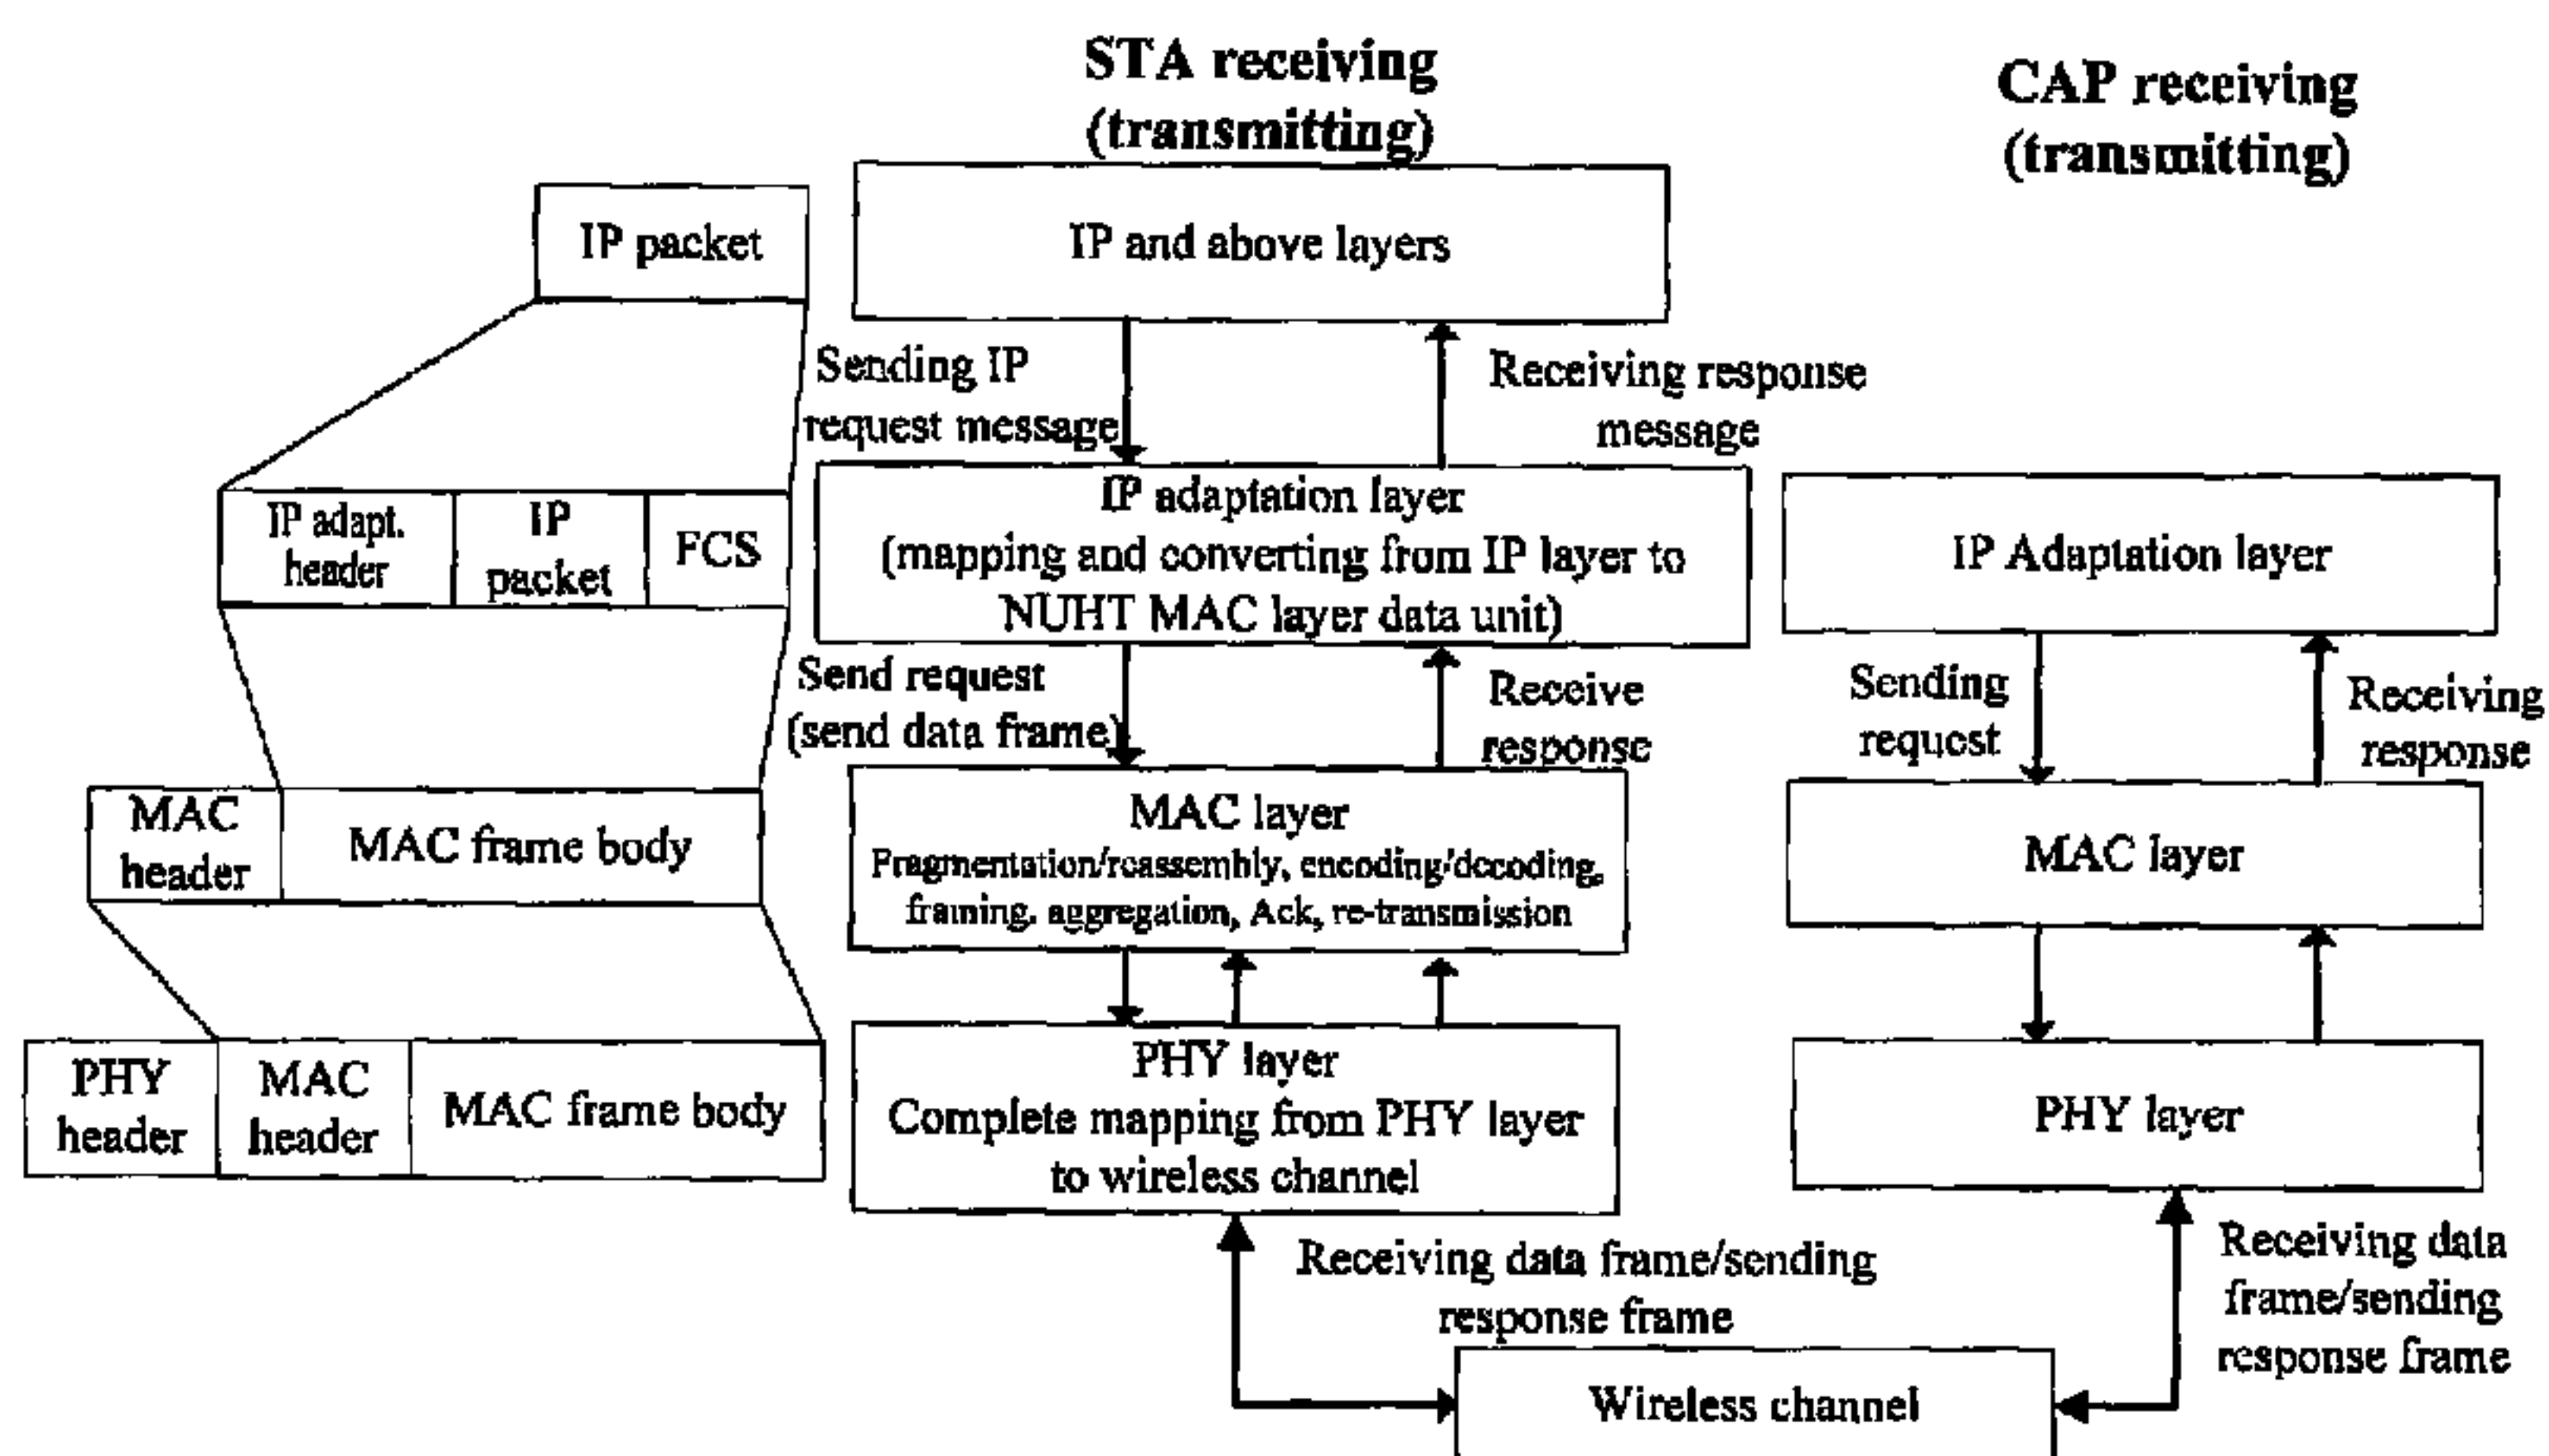 STA receiving
(transmitting)
CAP receiving
(transmitting)
IP packet
IP and above layers
Sending IP
request message
Receiving response
message
IP adapt.
header
IP
packet
FCS
IP adaptation layer
(mapping and converting from IP layer to
NUHT MAC layer data unit)
IP Adaptation layer
Send request
(send data frame)
Receive
response
Sending
request
Receiving
response
MAC
header
MAC frame body
MAC layer
Fragmentation/reassembly, encoding/decoding,
framing, aggregation, Ack, re-transmission
MAC layer
PHY
header
MAC
header
MAC frame body
PHY layer
Complete mapping from PHY layer
to wireless channel
PHY layer
Receiving data frame/sending
response frame
Receiving data
frame/sending
response frame
Wireless channel